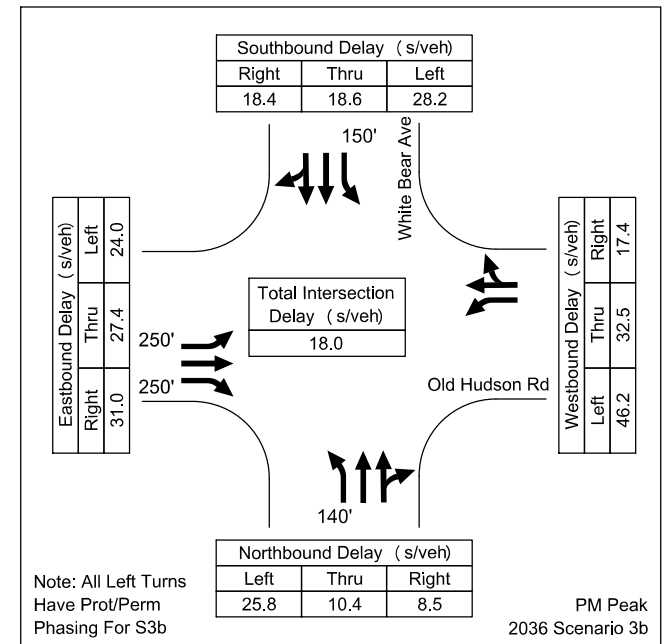 Southbound Delay ( s/veh)
Right Thru Left
18.4 18.6 28.2
150'
White Bear Ave
Eastbound Delay ( s/veh)
Left Thru Right
24.0 27.4 31.0
250'
250'
Total Intersection
Delay ( s/veh)
18.0
Westbound Delay ( s/veh)
Right Thru Left
17.4 32.5 46.2
Old Hudson Rd
140'
Northbound Delay ( s/veh)
Left Thru Right
25.8 10.4 8.5
Note: All Left Turns
Have Prot/Perm
Phasing For S3b
PM Peak
2036 Scenario 3b